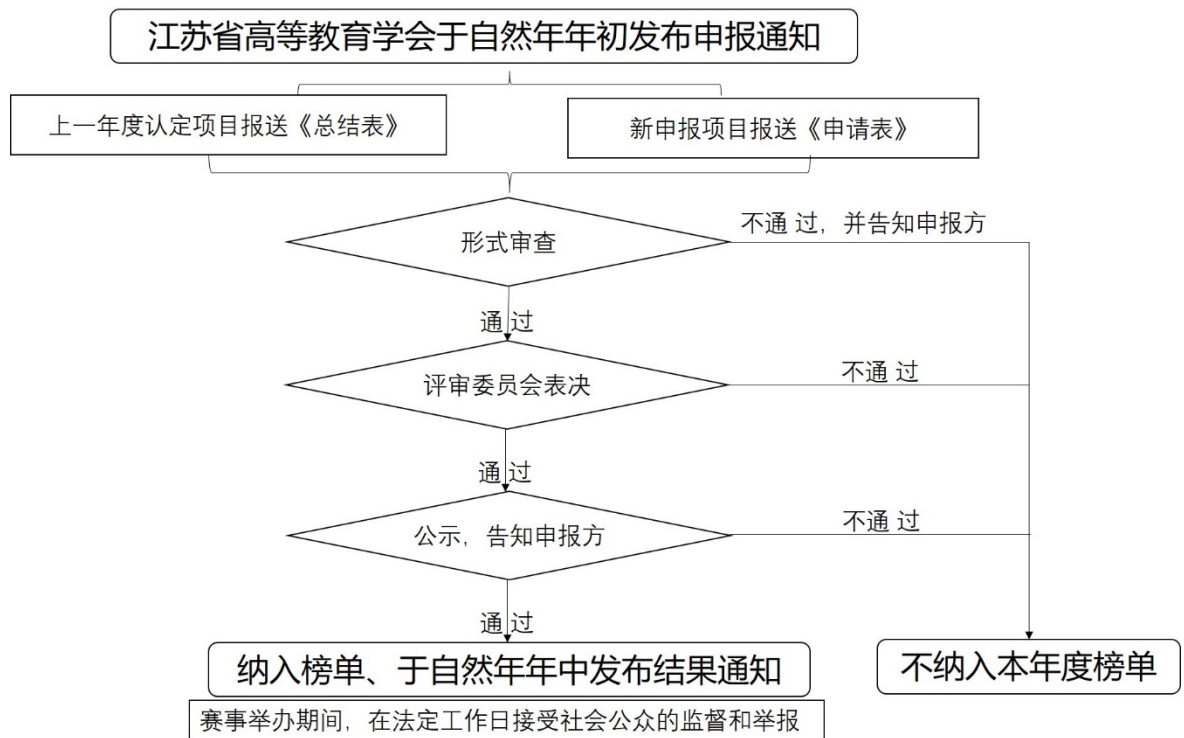 江苏省高等教育学会于自然年年初发布申报通知
上一年度认定项目报送《总结表》
新申报项目报送《申请表》
形式审查
不通 过，并告知申报方
通 过
评审委员会表决
不通 过
通 过
公示，告知申报方
不通 过
通 过
纳入榜单、于自然年年中发布结果通知
不纳入本年度榜单
赛事举办期间，在法定工作日接受社会公众的监督和举报